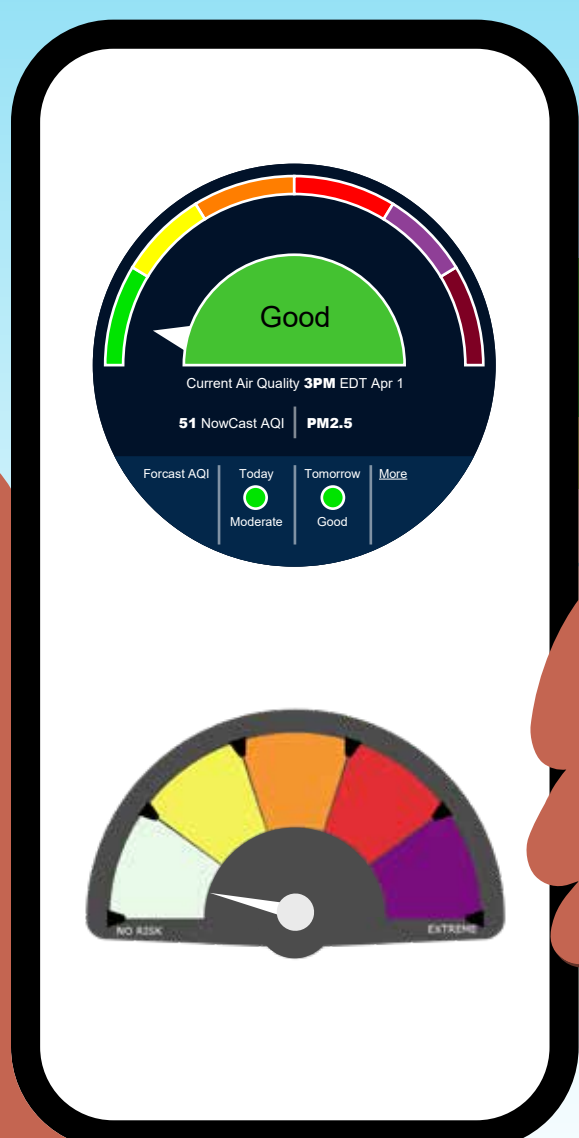 Good
Current Air Quality 3PM EDT Apr 1
51 NowCast AQI PM2.5
Forcast AQI Today Tomorrow More
Moderate Good
NO RISK EXTREME